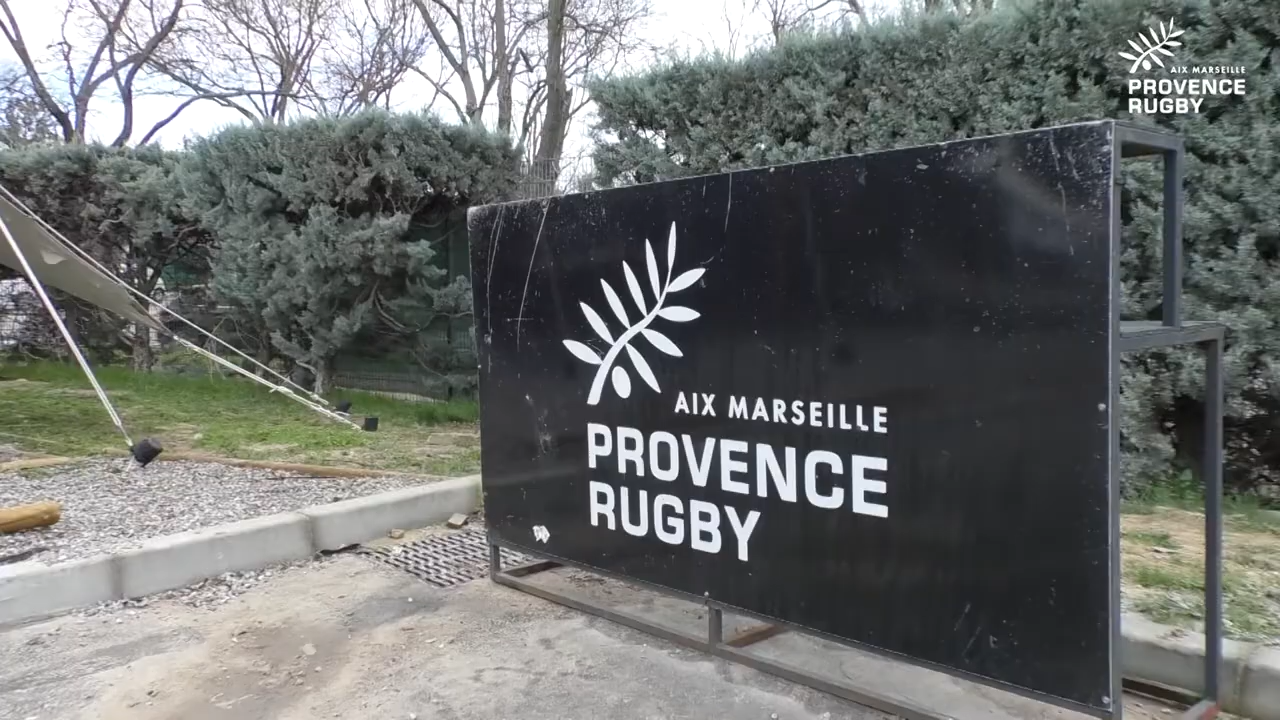 AIX MARSEILLE
PROVENCE
RUGBY
AIX MARSEILLE
PROVENCE
RUGBY